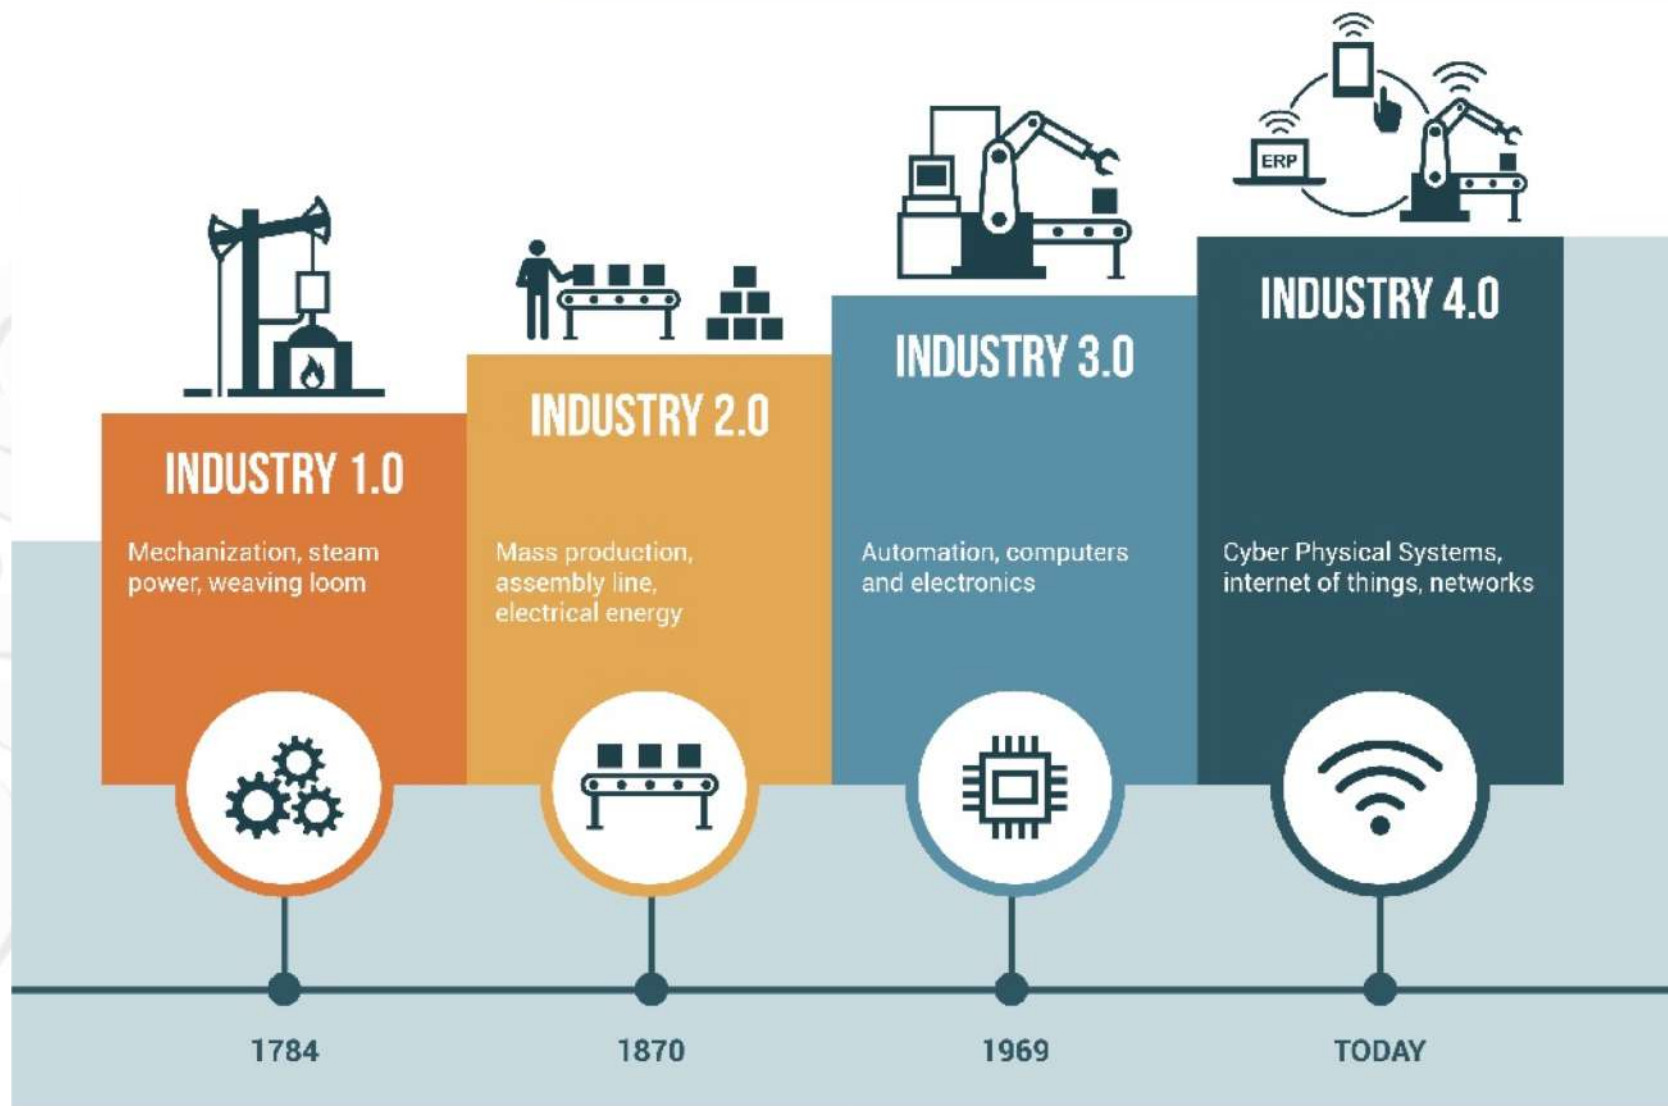 ERP
INDUSTRY 1.0
Mechanization, steam
power, weaving loom
1784
INDUSTRY 2.0
Mass production,
assembly line,
electrical energy
1870
INDUSTRY 3.0
Automation, computers
and electronics
1969
INDUSTRY 4.0
Cyber Physical Systems,
internet of things, networks
TODAY